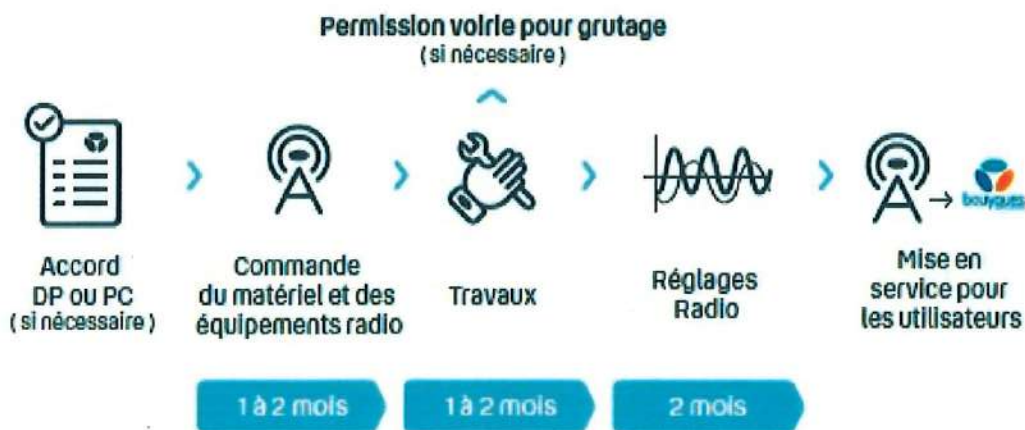 Permission voirie pour grutage
( si nécessaire )
Accord
DP ou PC
( si nécessaire )
Commande
du matériel et des
équipements radio
Travaux
Réglages
Radio
bouygues
Mise en
service pour
les utilisateurs
1 à 2 mois
1 à 2 mois
2 mois